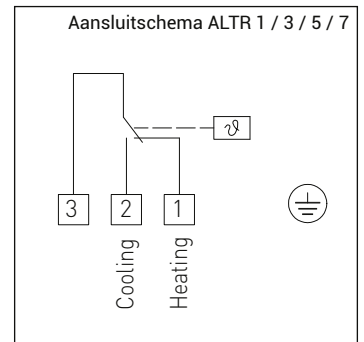 Aansluitschema ALTR 1 / 3 / 5 / 7
ϑ
3 2 1
Cooling
Heating